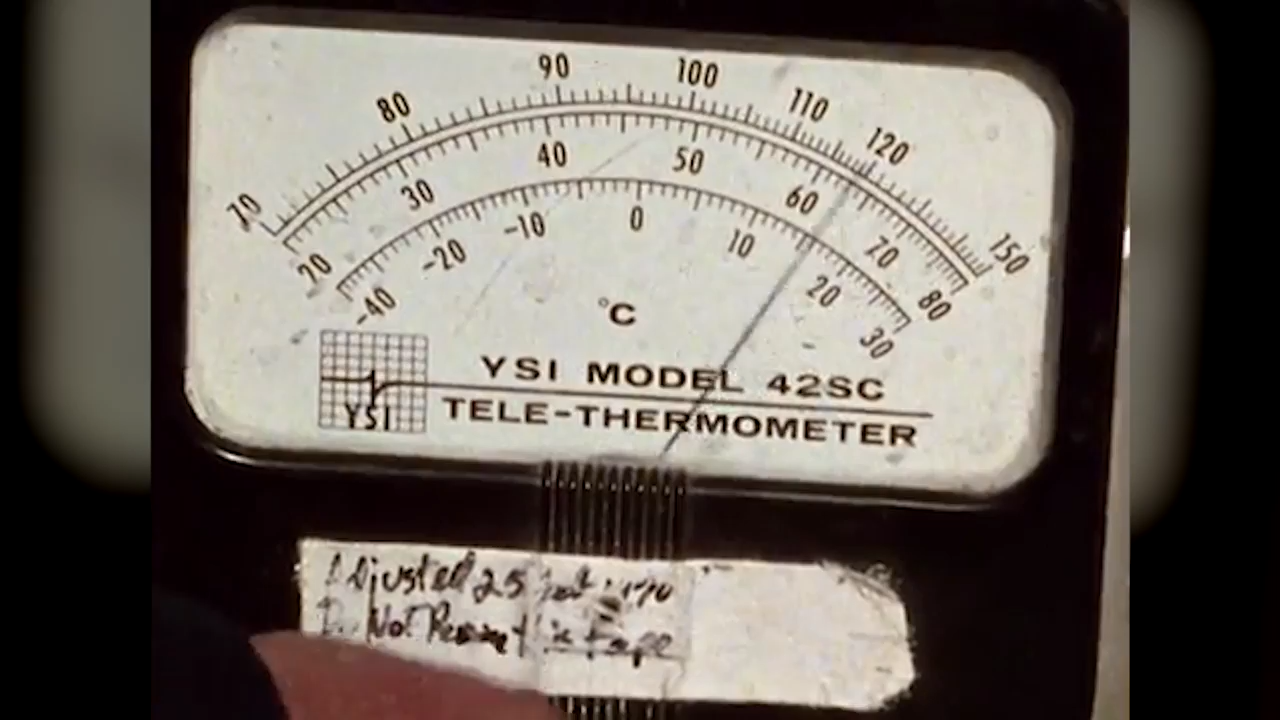 70 80 90 100 110 120 150
20 30 40 50 60 70 80
-40 -20 -10 0 10 20 30
°C
YSI MODEL 42SC
YSI
TELE-THERMOMETER
Adjusted 25
Do Not tape